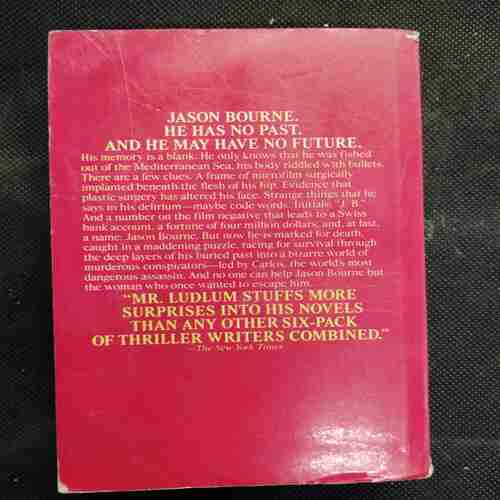 JASON BOURNE.
HE HAS NO PAST.
AND HE MAY HAVE NO FUTURE.
His memory is a blank. He only knows that he was fished
out of the Mediterranean Sea, his body riddled with bullets.
There are a few clues. A frame of microfilm surgically
implanted beneath the flesh of his hip. Evidence that
plastic surgery has altered his face. Strange things that he
says in his delirium—maybe code words. Initials: "J. B."
And a number on the film negative that leads to a Swiss
bank account, a fortune of four million dollars, and, at last,
a name: Jason Bourne. But now he is marked for death,
caught in a maddening puzzle, racing for survival through
the deep layers of his buried past into a bizarre world of
murderous conspirators—led by Carlos, the world's most
dangerous assassin. And no one can help Jason Bourne but
the woman who once wanted to escape him.
"MR. LUDLUM STUFFS MORE
SURPRISES INTO HIS NOVELS
THAN ANY OTHER SIX-PACK
OF THRILLER WRITERS COMBINED."
—The New York Times